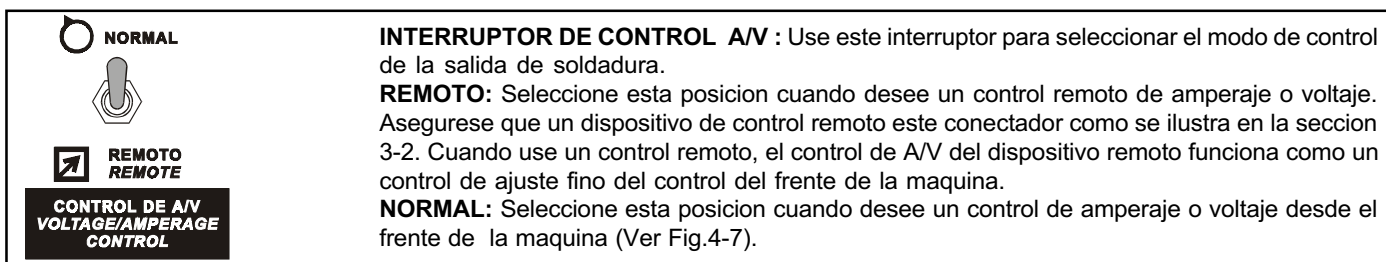 NORMAL
REMOTO
REMOTE
CONTROL DE A/V
VOLTAGE/AMPERAGE
CONTROL
INTERRUPTOR DE CONTROL A/V : Use este interruptor para seleccionar el modo de control
de la salida de soldadura.
REMOTO: Seleccione esta posicion cuando desee un control remoto de amperaje o voltaje.
Asegurese que un dispositivo de control remoto este conectador como se ilustra en la seccion
3-2. Cuando use un control remoto, el control de A/V del dispositivo remoto funciona como un
control de ajuste fino del control del frente de la maquina.
NORMAL: Seleccione esta posicion cuando desee un control de amperaje o voltaje desde el
frente de la maquina (Ver Fig.4-7).